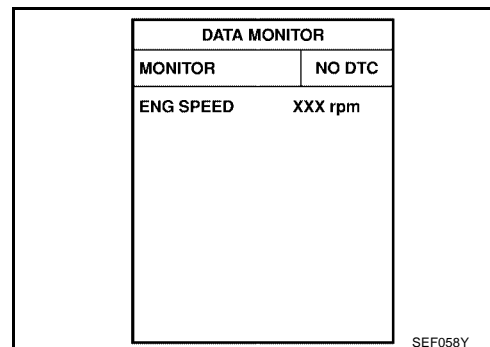 DATA MONITOR
MONITOR NO DTC
ENG SPEED XXX rpm
SEF058Y